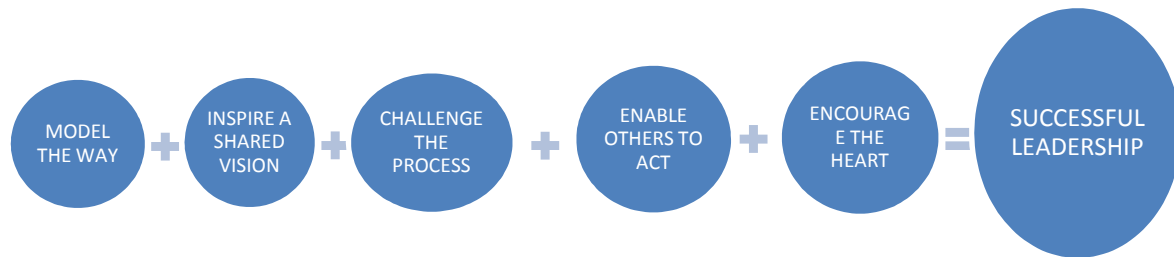 MODEL
THE WAY
+
INSPIRE A
SHARED
VISION
+
CHALLENGE
THE
PROCESS
+
ENABLE
OTHERS TO
ACT
+
ENCOURAG
E THE
HEART
=
SUCCESSFUL
LEADERSHIP